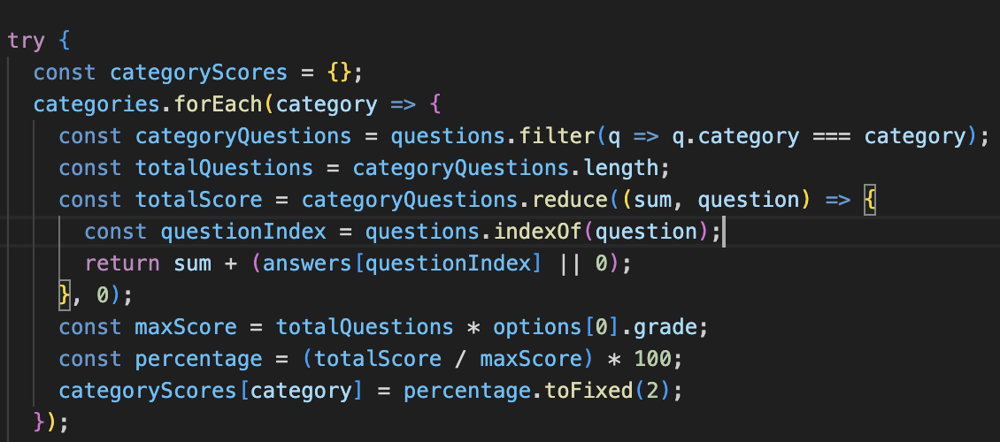 try {
  const categoryScores = {};
  categories.forEach(category => {
    const categoryQuestions = questions.filter(q => q.category === category);
    const totalQuestions = categoryQuestions.length;
    const totalScore = categoryQuestions.reduce((sum, question) => {
      const questionIndex = questions.indexOf(question);
      return sum + (answers[questionIndex] || 0);
    }, 0);
    const maxScore = totalQuestions * options[0].grade;
    const percentage = (totalScore / maxScore) * 100;
    categoryScores[category] = percentage.toFixed(2);
  });